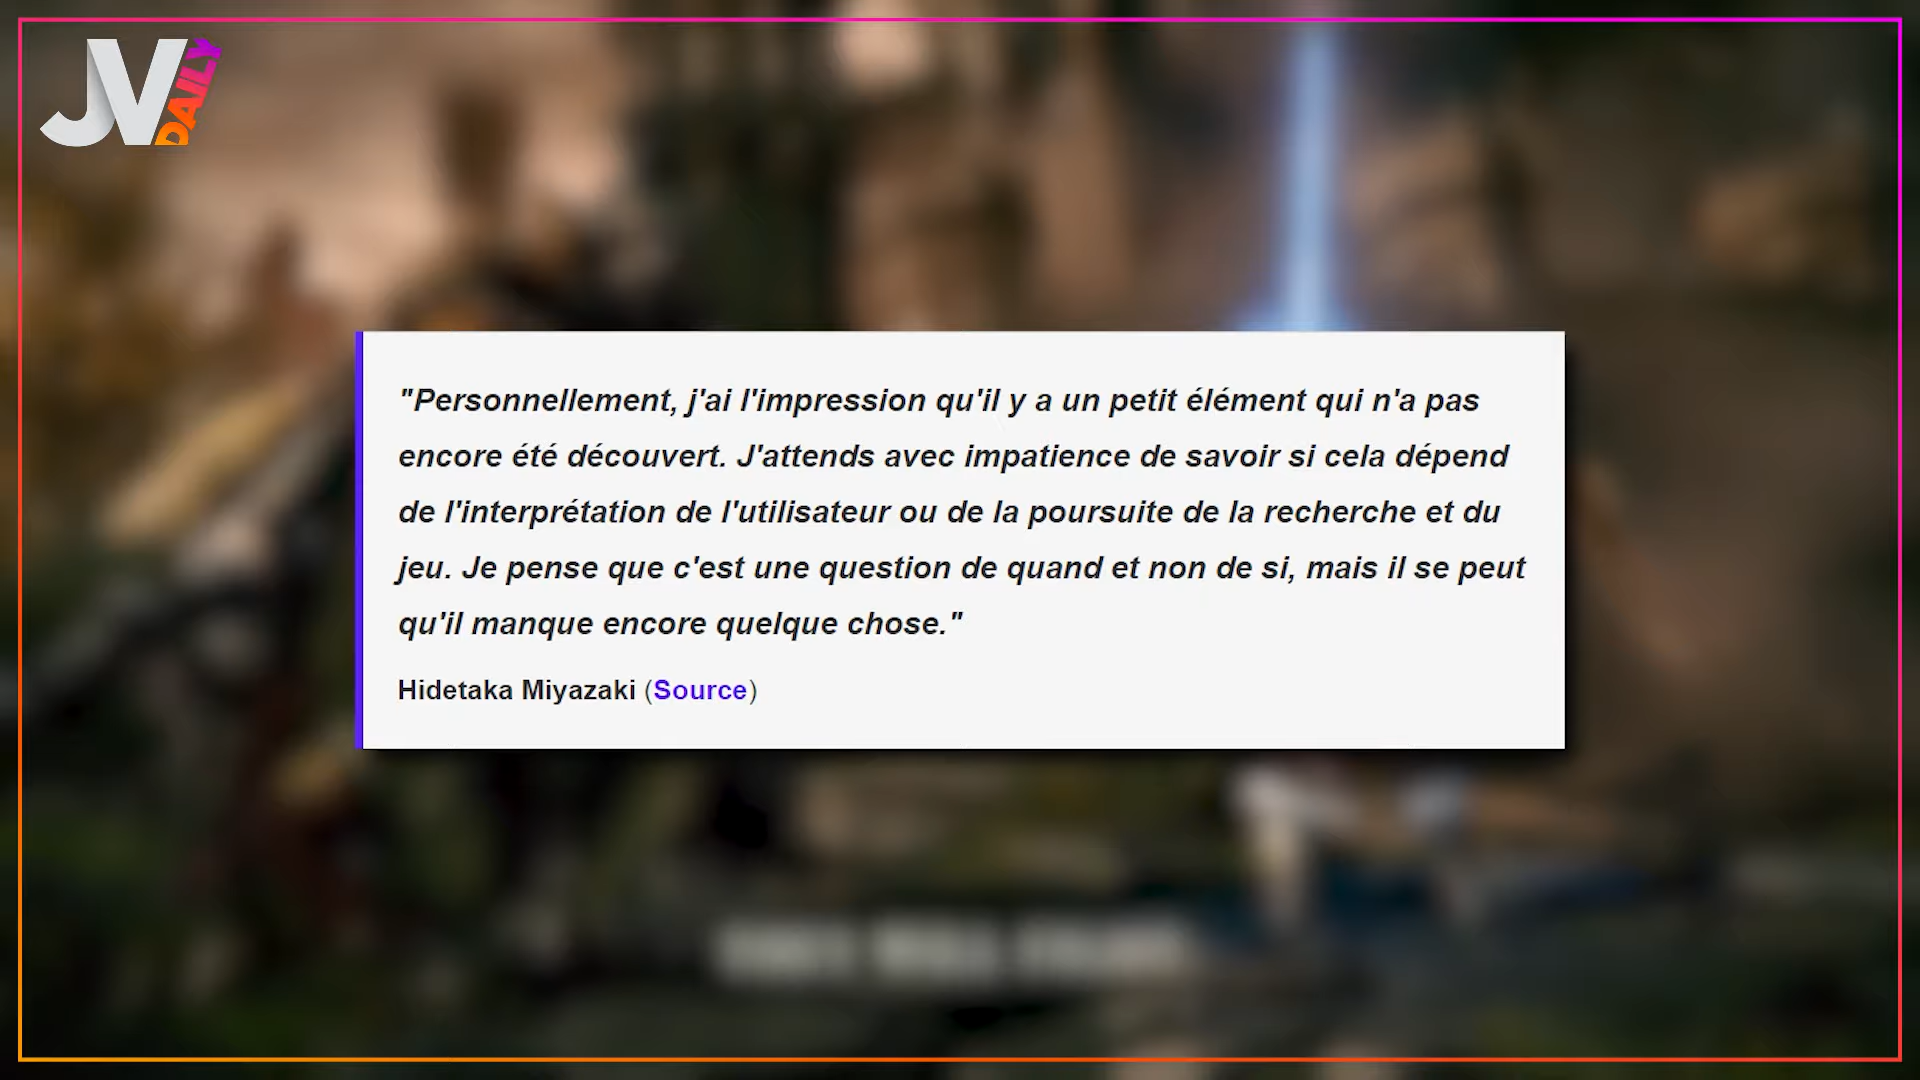 JV
DAILY
"Personnellement, j'ai l'impression qu'il y a un petit élément qui n'a pas
encore été découvert. J'attends avec impatience de savoir si cela dépend
de l'interprétation de l'utilisateur ou de la poursuite de la recherche et du
jeu. Je pense que c'est une question de quand et non de si, mais il se peut
qu'il manque encore quelque chose."
Hidetaka Miyazaki (Source)